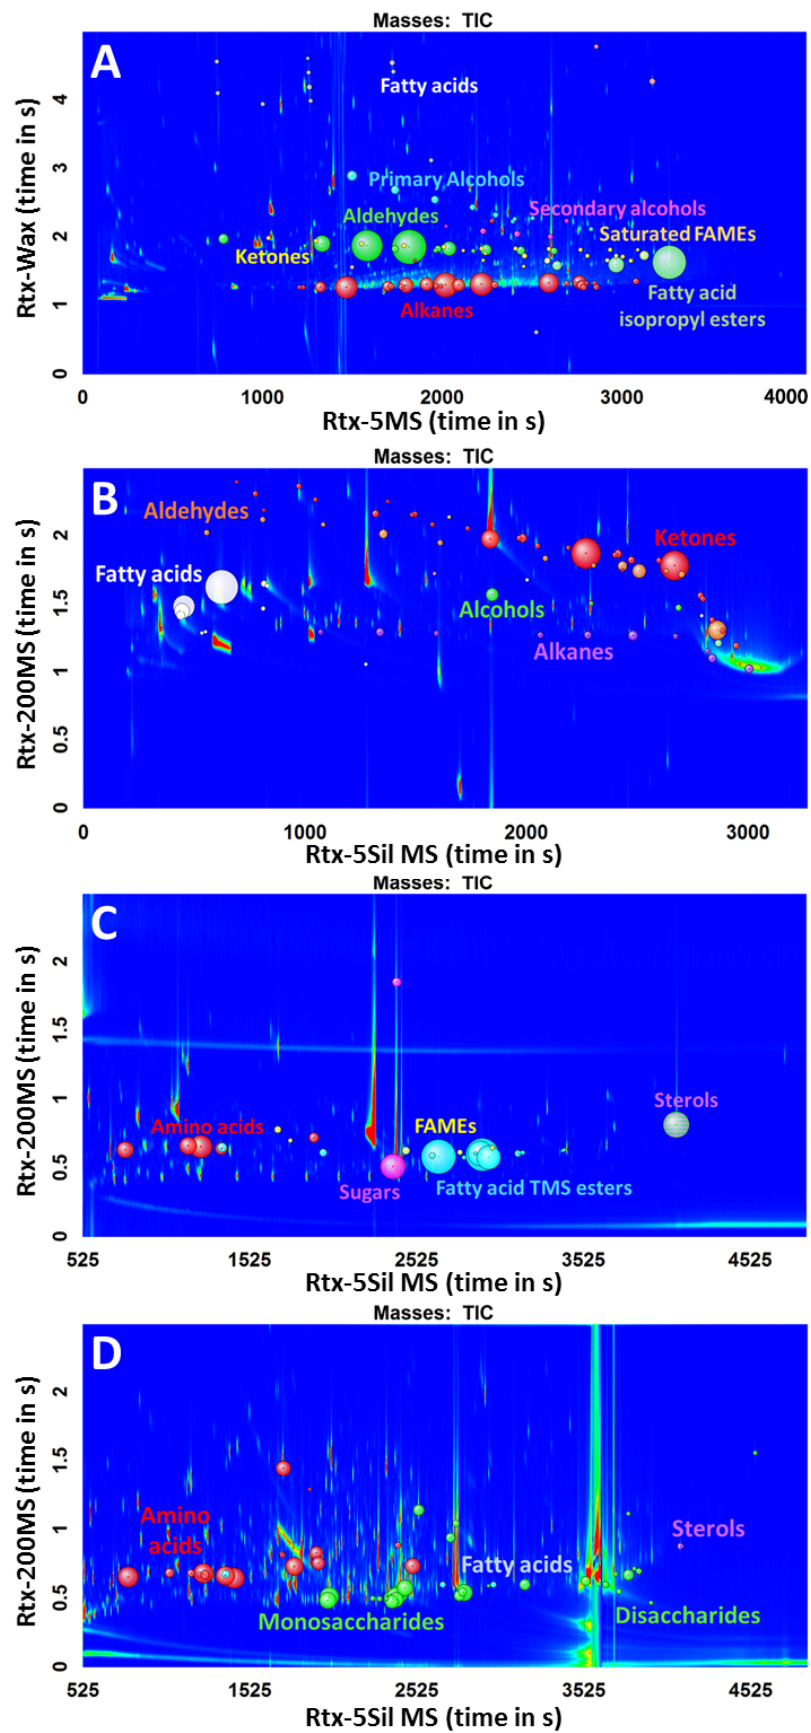 Masses: TIC
A
Rtx-Wax (time in s)
4
3
2
1
0
Fatty acids
Primary Alcohols
Secondary alcohols
Aldehydes
Saturated FAMEs
Ketones
Fatty acid
isopropyl esters
Alkanes
0 1000 2000 3000 4000
Rtx-5MS (time in s)
Masses: TIC
B
Rtx-200MS (time in s)
2
1.5
1
0.5
0
Aldehydes
Ketones
Fatty acids
Alcohols
Alkanes
0 1000 2000 3000
Rtx-5Sil MS (time in s)
Masses: TIC
C
Rtx-200MS (time in s)
2
1.5
1
0.5
0
Sterols
Amino acids
FAMEs
Sugars
Fatty acid TMS esters
525 1525 2525 3525 4525
Rtx-5Sil MS (time in s)
Masses: TIC
D
Rtx-200MS (time in s)
2
1.5
1
0.5
0
Amino
acids
Sterols
Fatty acids
Monosaccharides
Disaccharides
525 1525 2525 3525 4525
Rtx-5Sil MS (time in s)